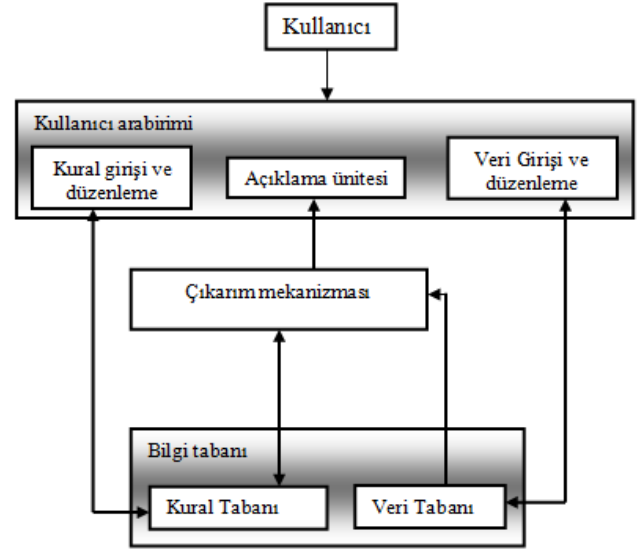 Kullanıcı
Kullanıcı arabirimi
Kural girişi ve
düzenleme
Açıklama ünitesi
Veri Girişi ve
düzenleme
Çıkarım mekanizması
Bilgi tabanı
Kural Tabanı
Veri Tabanı